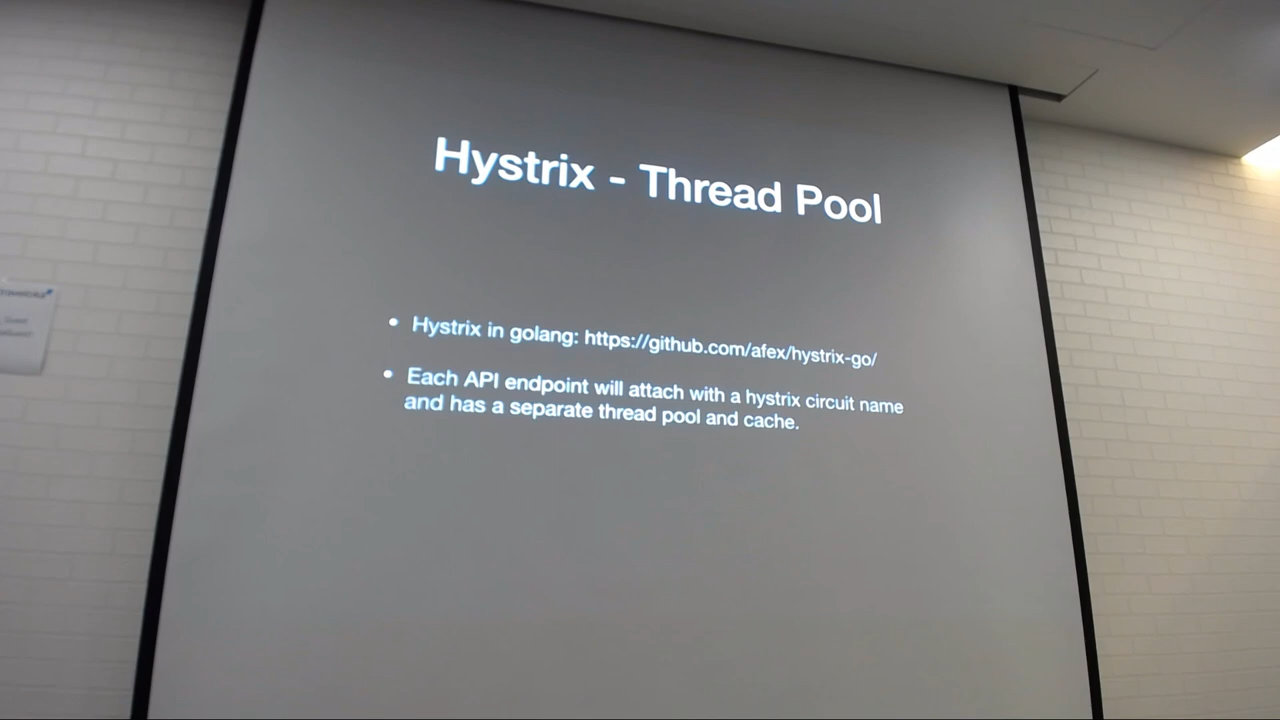 Hystrix - Thread Pool
• Hystrix in golang: https://github.com/afex/hystrix-go/
• Each API endpoint will attach with a hystrix circuit name
and has a separate thread pool and cache.